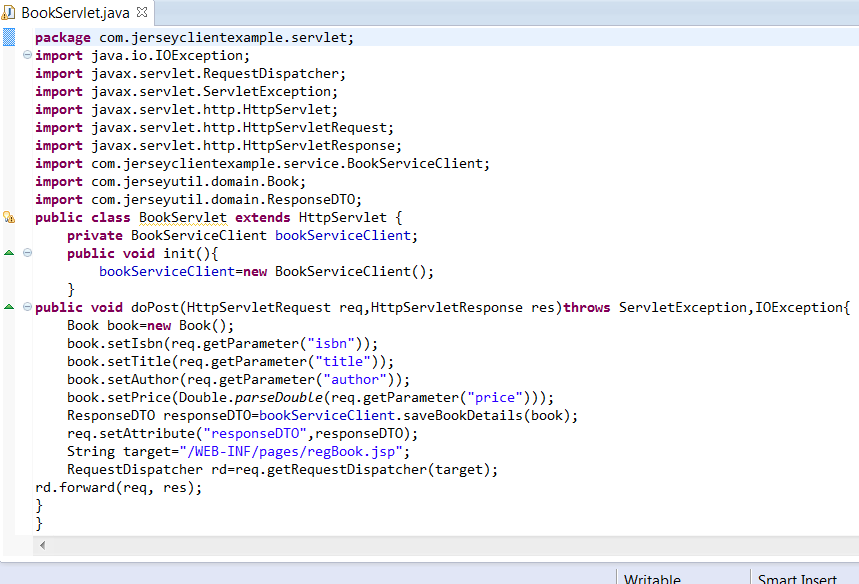 BookServlet.java
package com.jerseyclientexample.servlet;
import java.io.IOException;
import javax.servlet.RequestDispatcher;
import javax.servlet.ServletException;
import javax.servlet.http.HttpServlet;
import javax.servlet.http.HttpServletRequest;
import javax.servlet.http.HttpServletResponse;
import com.jerseyclientexample.service.BookServiceClient;
import com.jerseyutil.domain.Book;
import com.jerseyutil.domain.ResponseDTO;
public class BookServlet extends HttpServlet {
    private BookServiceClient bookServiceClient;
    public void init(){
        bookServiceClient=new BookServiceClient();
    }
public void doPost(HttpServletRequest req,HttpServletResponse res)throws ServletException,IOException{
    Book book=new Book();
    book.setIsbn(req.getParameter("isbn"));
    book.setTitle(req.getParameter("title"));
    book.setAuthor(req.getParameter("author"));
    book.setPrice(Double.parseDouble(req.getParameter("price")));
    ResponseDTO responseDTO=bookServiceClient.saveBookDetails(book);
    req.setAttribute("responseDTO",responseDTO);
    String target="/WEB-INF/pages/regBook.jsp";
    RequestDispatcher rd=req.getRequestDispatcher(target);
rd.forward(req, res);
}
}
Writable Smart Insert